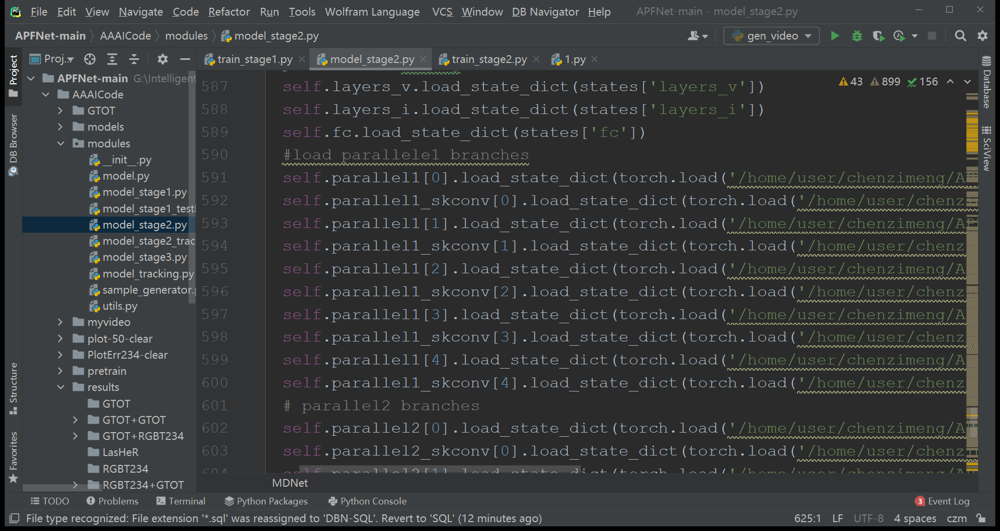 File Edit View Navigate Code Refactor Run Tools Wolfram Language VCS Window DB Navigator Help APFNet-main - model_stage2.py
APFNet-main AAAICode modules model_stage2.py gen_video
Project
DB Browser
Structure
Favorites
Proj..
APFNet-main G:\Intelligent
AAAICode
GTOT
models
modules
__init__.py
model.py
model_stage1.py
model_stage1_test
model_stage2.py
model_stage2_trac
model_stage3.py
model_tracking.py
sample_generator.
utils.py
myvideo
plot-50-clear
PlotErr234-clear
pretrain
results
GTOT
GTOT+GTOT
GTOT+RGBT234
LasHeR
RGBT234
RGBT234+GTOT
train_stage1.py model_stage2.py train_stage2.py 1.py
43 899 156
587 self.layers_v.load_state_dict(states['layers_v'])
588 self.layers_i.load_state_dict(states['layers_i'])
589 self.fc.load_state_dict(states['fc'])
590 #load parallele1 branches
591 self.parallel1[0].load_state_dict(torch.load('/home/user/chenzimeng/AP
592 self.parallel1_skconv[0].load_state_dict(torch.load('/home/user/chenz
593 self.parallel1[1].load_state_dict(torch.load('/home/user/chenzimeng/AP
594 self.parallel1_skconv[1].load_state_dict(torch.load('/home/user/chenz
595 self.parallel1[2].load_state_dict(torch.load('/home/user/chenzimeng/A
596 self.parallel1_skconv[2].load_state_dict(torch.load('/home/user/chenz
597 self.parallel1[3].load_state_dict(torch.load('/home/user/chenzimeng/A
598 self.parallel1_skconv[3].load_state_dict(torch.load('/home/user/chenz
599 self.parallel1[4].load_state_dict(torch.load('/home/user/chenzimeng/A
600 self.parallel1_skconv[4].load_state_dict(torch.load('/home/user/chenz
601 # parallel2 branches
602 self.parallel2[0].load_state_dict(torch.load('/home/user/chenzimeng/A
603 self.parallel2_skconv[0].load_state_dict(torch.load('/home/user/chenz
604 self.parallel2[1].load_state_dict(torch.load('/home/user/chenzimeng/A
MDNet
Database
SciView
TODO Problems Terminal Python Packages Python Console 3 Event Log
File type recognized: File extension '*.sql' was reassigned to 'DBN-SQL'. Revert to 'SQL' (12 minutes ago) 625:1 LF UTF-8 4 spaces czm